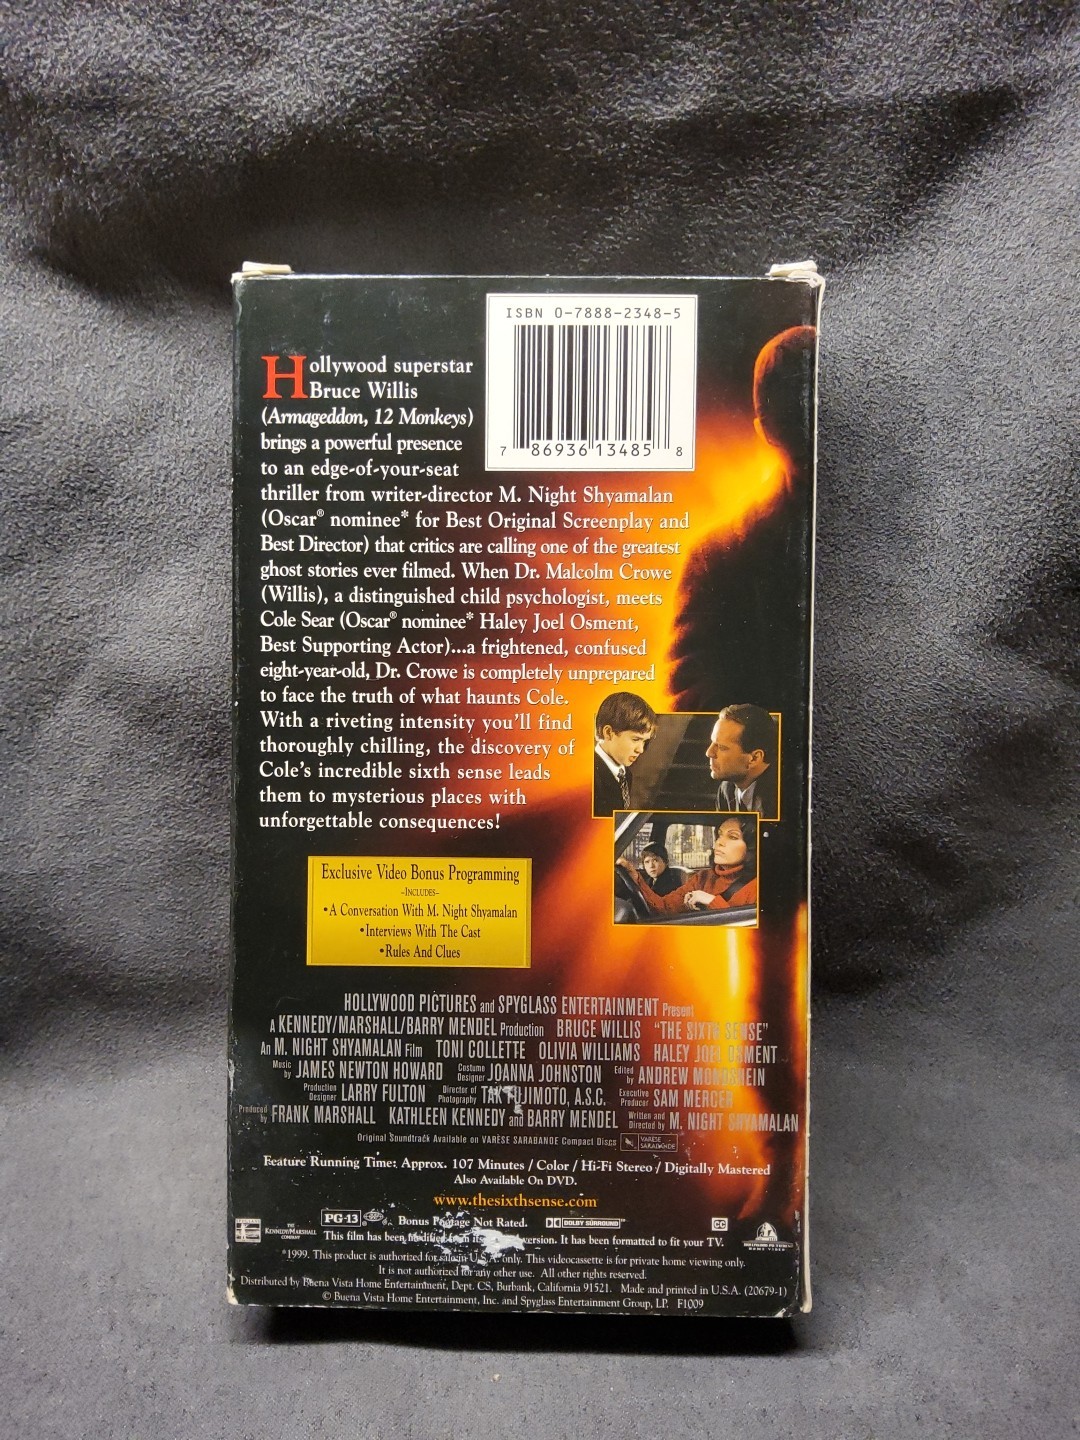 ISBN 0-7888-2348-5
7 86936 13485 8
Hollywood superstar
Bruce Willis
(Armageddon, 12 Monkeys)
brings a powerful presence
to an edge-of-your-seat
thriller from writer-director M. Night Shyamalan
(Oscar® nominee* for Best Original Screenplay and
Best Director) that critics are calling one of the greatest
ghost stories ever filmed. When Dr. Malcolm Crowe
(Willis), a distinguished child psychologist, meets
Cole Sear (Oscar® nominee* Haley Joel Osment,
Best Supporting Actor)...a frightened, confused
eight-year-old, Dr. Crowe is completely unprepared
to face the truth of what haunts Cole.
With a riveting intensity you'll find
thoroughly chilling, the discovery of
Cole's incredible sixth sense leads
them to mysterious places with
unforgettable consequences!
Exclusive Video Bonus Programming
-INCLUDES-
•A Conversation With M. Night Shyamalan
•Interviews With The Cast
•Rules And Clues
HOLLYWOOD PICTURES and SPYGLASS ENTERTAINMENT Present
A KENNEDY/MARSHALL/BARRY MENDEL Production BRUCE WILLIS "THE SIXTH SENSE"
An M. NIGHT SHYAMALAN Film TONI COLLETTE OLIVIA WILLIAMS HALEY JOEL OSMENT
Music by JAMES NEWTON HOWARD Costume Designer JOANNA JOHNSTON Edited by ANDREW MONDSHEIN
Production Designer LARRY FULTON Director of Photography TAK FUJIMOTO, A.S.C. Executive Producer SAM MERCER
Produced by FRANK MARSHALL KATHLEEN KENNEDY and BARRY MENDEL Written and Directed by M. NIGHT SHYAMALAN
Original Soundtrack Available on VARÈSE SARABANDE Compact Discs VARÈSE SARABANDE
Feature Running Time: Approx. 107 Minutes / Color / Hi-Fi Stereo / Digitally Mastered
Also Available On DVD.
www.thesixthsense.com
PG-13 Bonus Footage Not Rated. DOLBY SURROUND CC
THE KENNEDY/MARSHALL COMPANY
This film has been modified from its version. It has been formatted to fit your TV.
HOME VIDEO
*1999. This product is authorized for sale in U.S.A. only. This videocassette is for private home viewing only.
It is not authorized for any other use. All other rights reserved.
Distributed by Buena Vista Home Entertainment, Dept. CS, Burbank, California 91521. Made and printed in U.S.A. (20679-1)
© Buena Vista Home Entertainment, Inc. and Spyglass Entertainment Group, LP. F1009